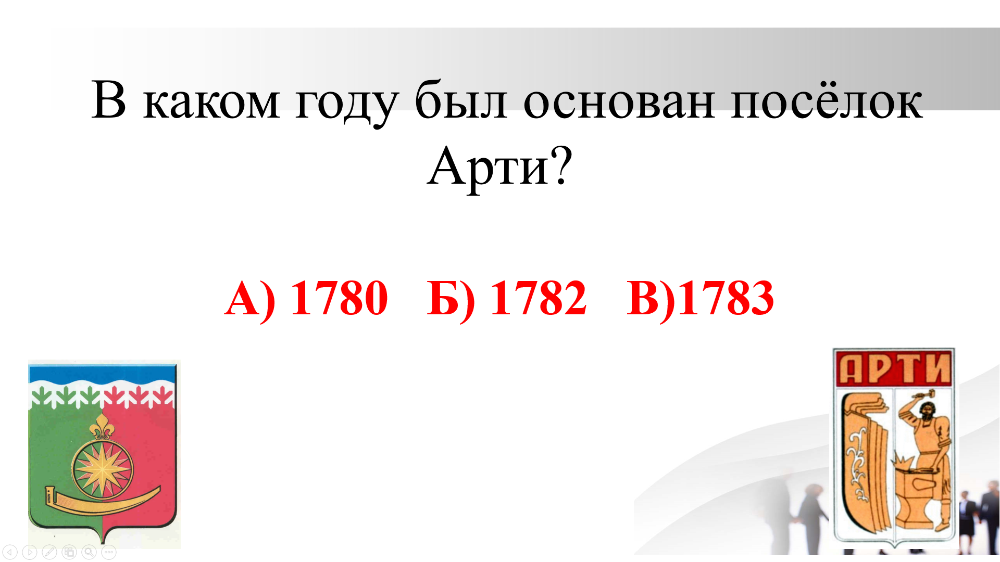 В каком году был основан посёлок
Арти?
А) 1780 Б) 1782 В)1783
АРТИ